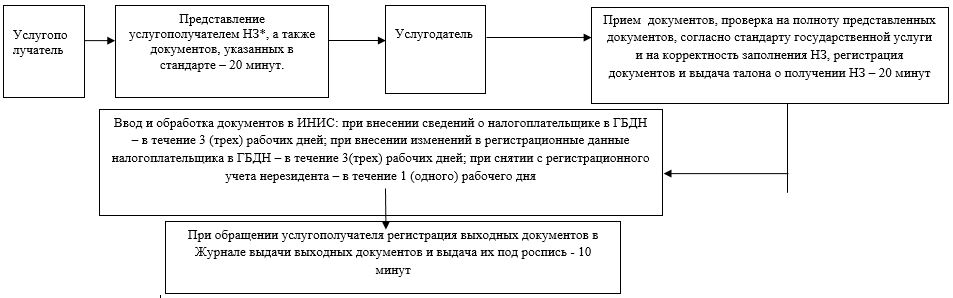 Услугопо
лучатель
Представление
услугополучателем НЗ*, а также
документов, указанных в
стандарте – 20 минут.
Услугодатель
Прием документов, проверка на полноту представленных
документов, согласно стандарту государственной услуги
и на корректность заполнения НЗ, регистрация
документов и выдача талона о получении НЗ – 20 минут
Ввод и обработка документов в ИНИС: при внесении сведений о налогоплательщике в ГБДН
– в течение 3 (трех) рабочих дней; при внесении изменений в регистрационные данные
налогоплательщика в ГБДН – в течение 3(трех) рабочих дней; при снятии с регистрационного
учета нерезидента – в течение 1 (одного) рабочего дня
При обращении услугополучателя регистрация выходных документов в
Журнале выдачи выходных документов и выдача их под роспись - 10
минут